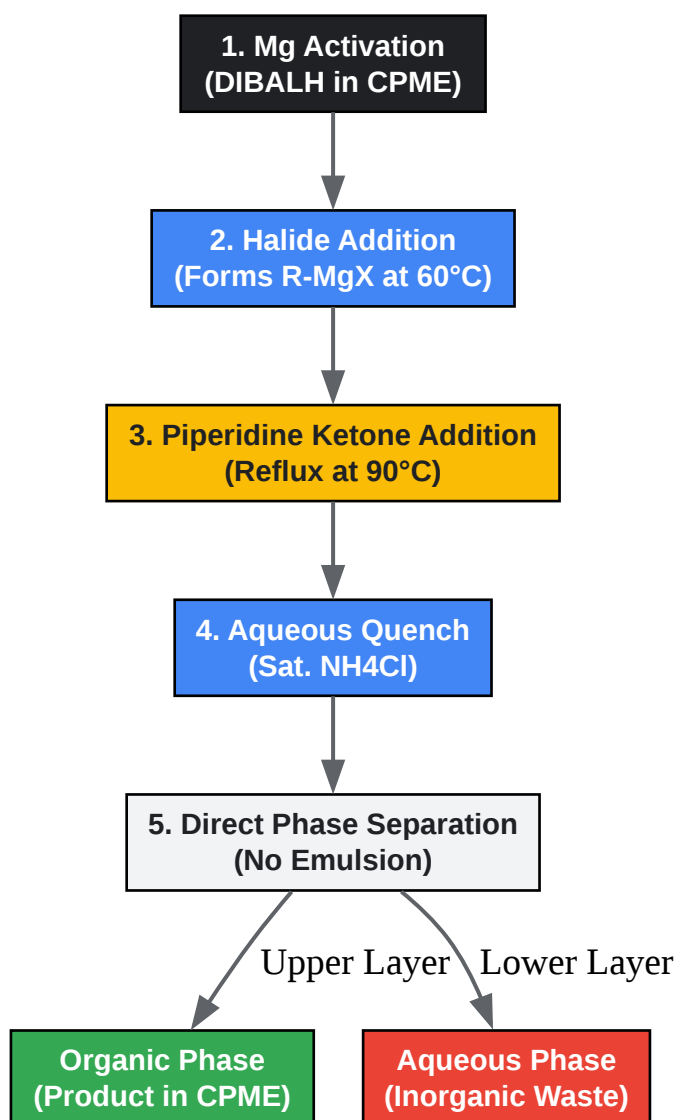 1. Mg Activation
(DIBALH in CPME)
2. Halide Addition
(Forms R-MgX at 60°C)
3. Piperidine Ketone Addition
(Reflux at 90°C)
4. Aqueous Quench
(Sat. NH4Cl)
5. Direct Phase Separation
(No Emulsion)
Upper Layer
Lower Layer
Organic Phase
(Product in CPME)
Aqueous Phase
(Inorganic Waste)